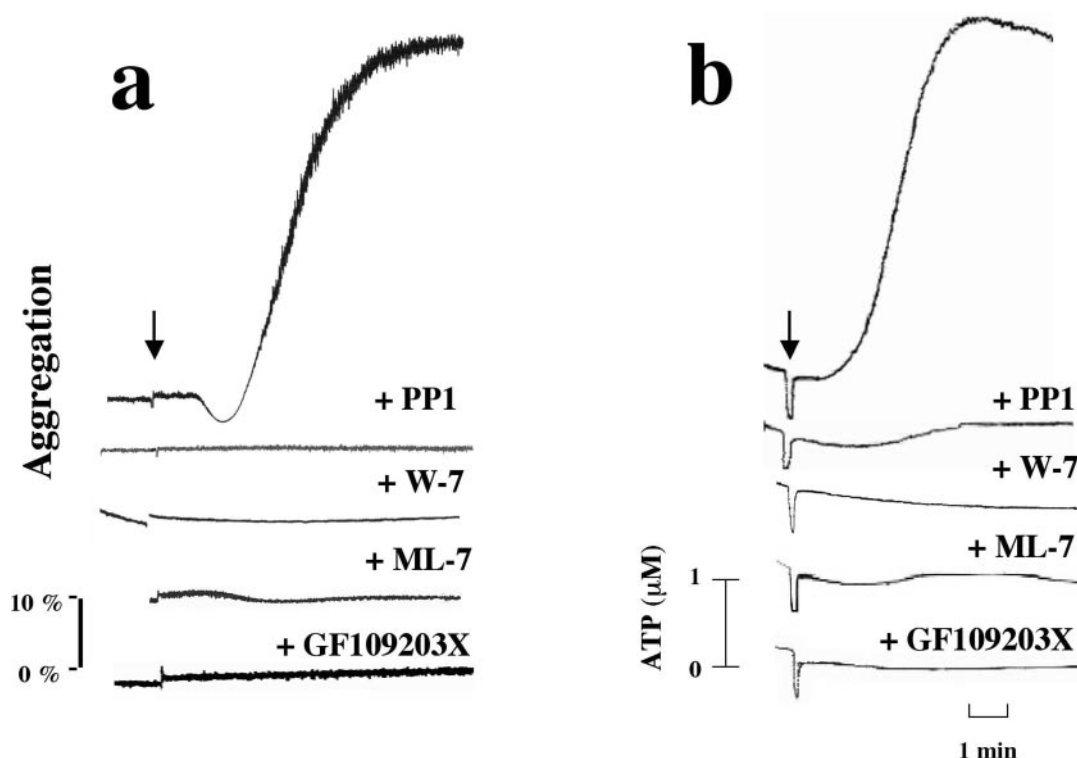 a
Aggregation
+ PP1
+ W-7
+ ML-7
+ GF109203X
10 %
0 %
b
+ PP1
+ W-7
+ ML-7
+ GF109203X
ATP (μM)
1
0
1 min